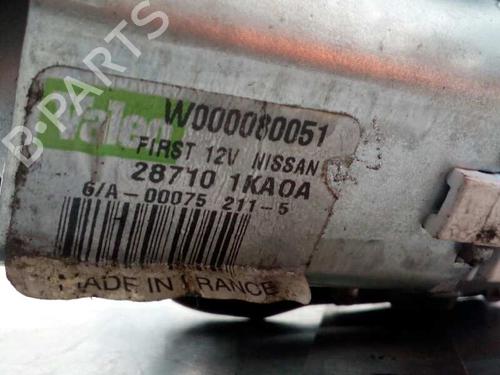 B-PARTS
Valeo
W000080051
FIRST 12V NISSAN
28710 1KA0A
6/A-00075 211-5
MADE IN FRANCE